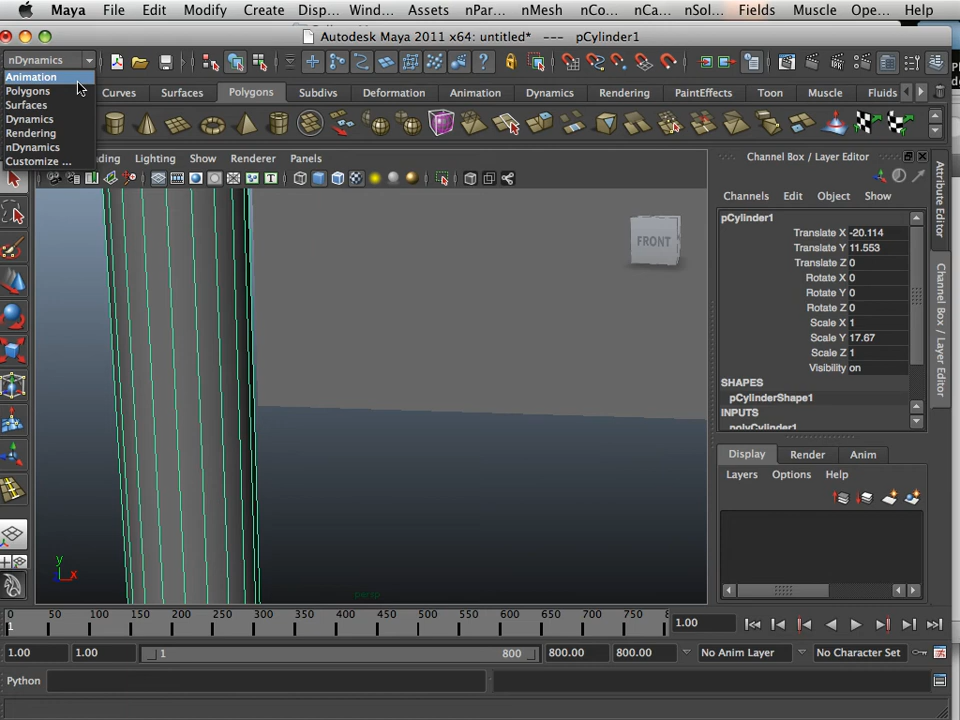 Maya File Edit Modify Create Disp... Wind... Assets nPar... nMesh nCo... nCa... nSol... Fields Muscle Ope... Help
Autodesk Maya 2011 x64: untitled* --- pCylinder1
nDynamics
Animation
Polygons
Surfaces
Dynamics
Rendering
nDynamics
Customize ...
Curves Surfaces Polygons Subdivs Deformation Animation Dynamics Rendering PaintEffects Toon Muscle Fluids
Lighting Show Renderer Panels
FRONT
y
x
persp
Channel Box / Layer Editor
Channels Edit Object Show
pCylinder1
Translate X -20.114
Translate Y 11.553
Translate Z 0
Rotate X 0
Rotate Y 0
Rotate Z 0
Scale X 1
Scale Y 17.67
Scale Z 1
Visibility on
SHAPES
pCylinderShape1
INPUTS
polyCylinder1
Display Render Anim
Layers Options Help
Attribute Editor
Channel Box / Layer Editor
0 50 100 150 200 250 300 350 400 450 500 550 600 650 700 750 8
1
1.00
1.00 1.00 1 800 800.00 800.00 No Anim Layer No Character Set
Python